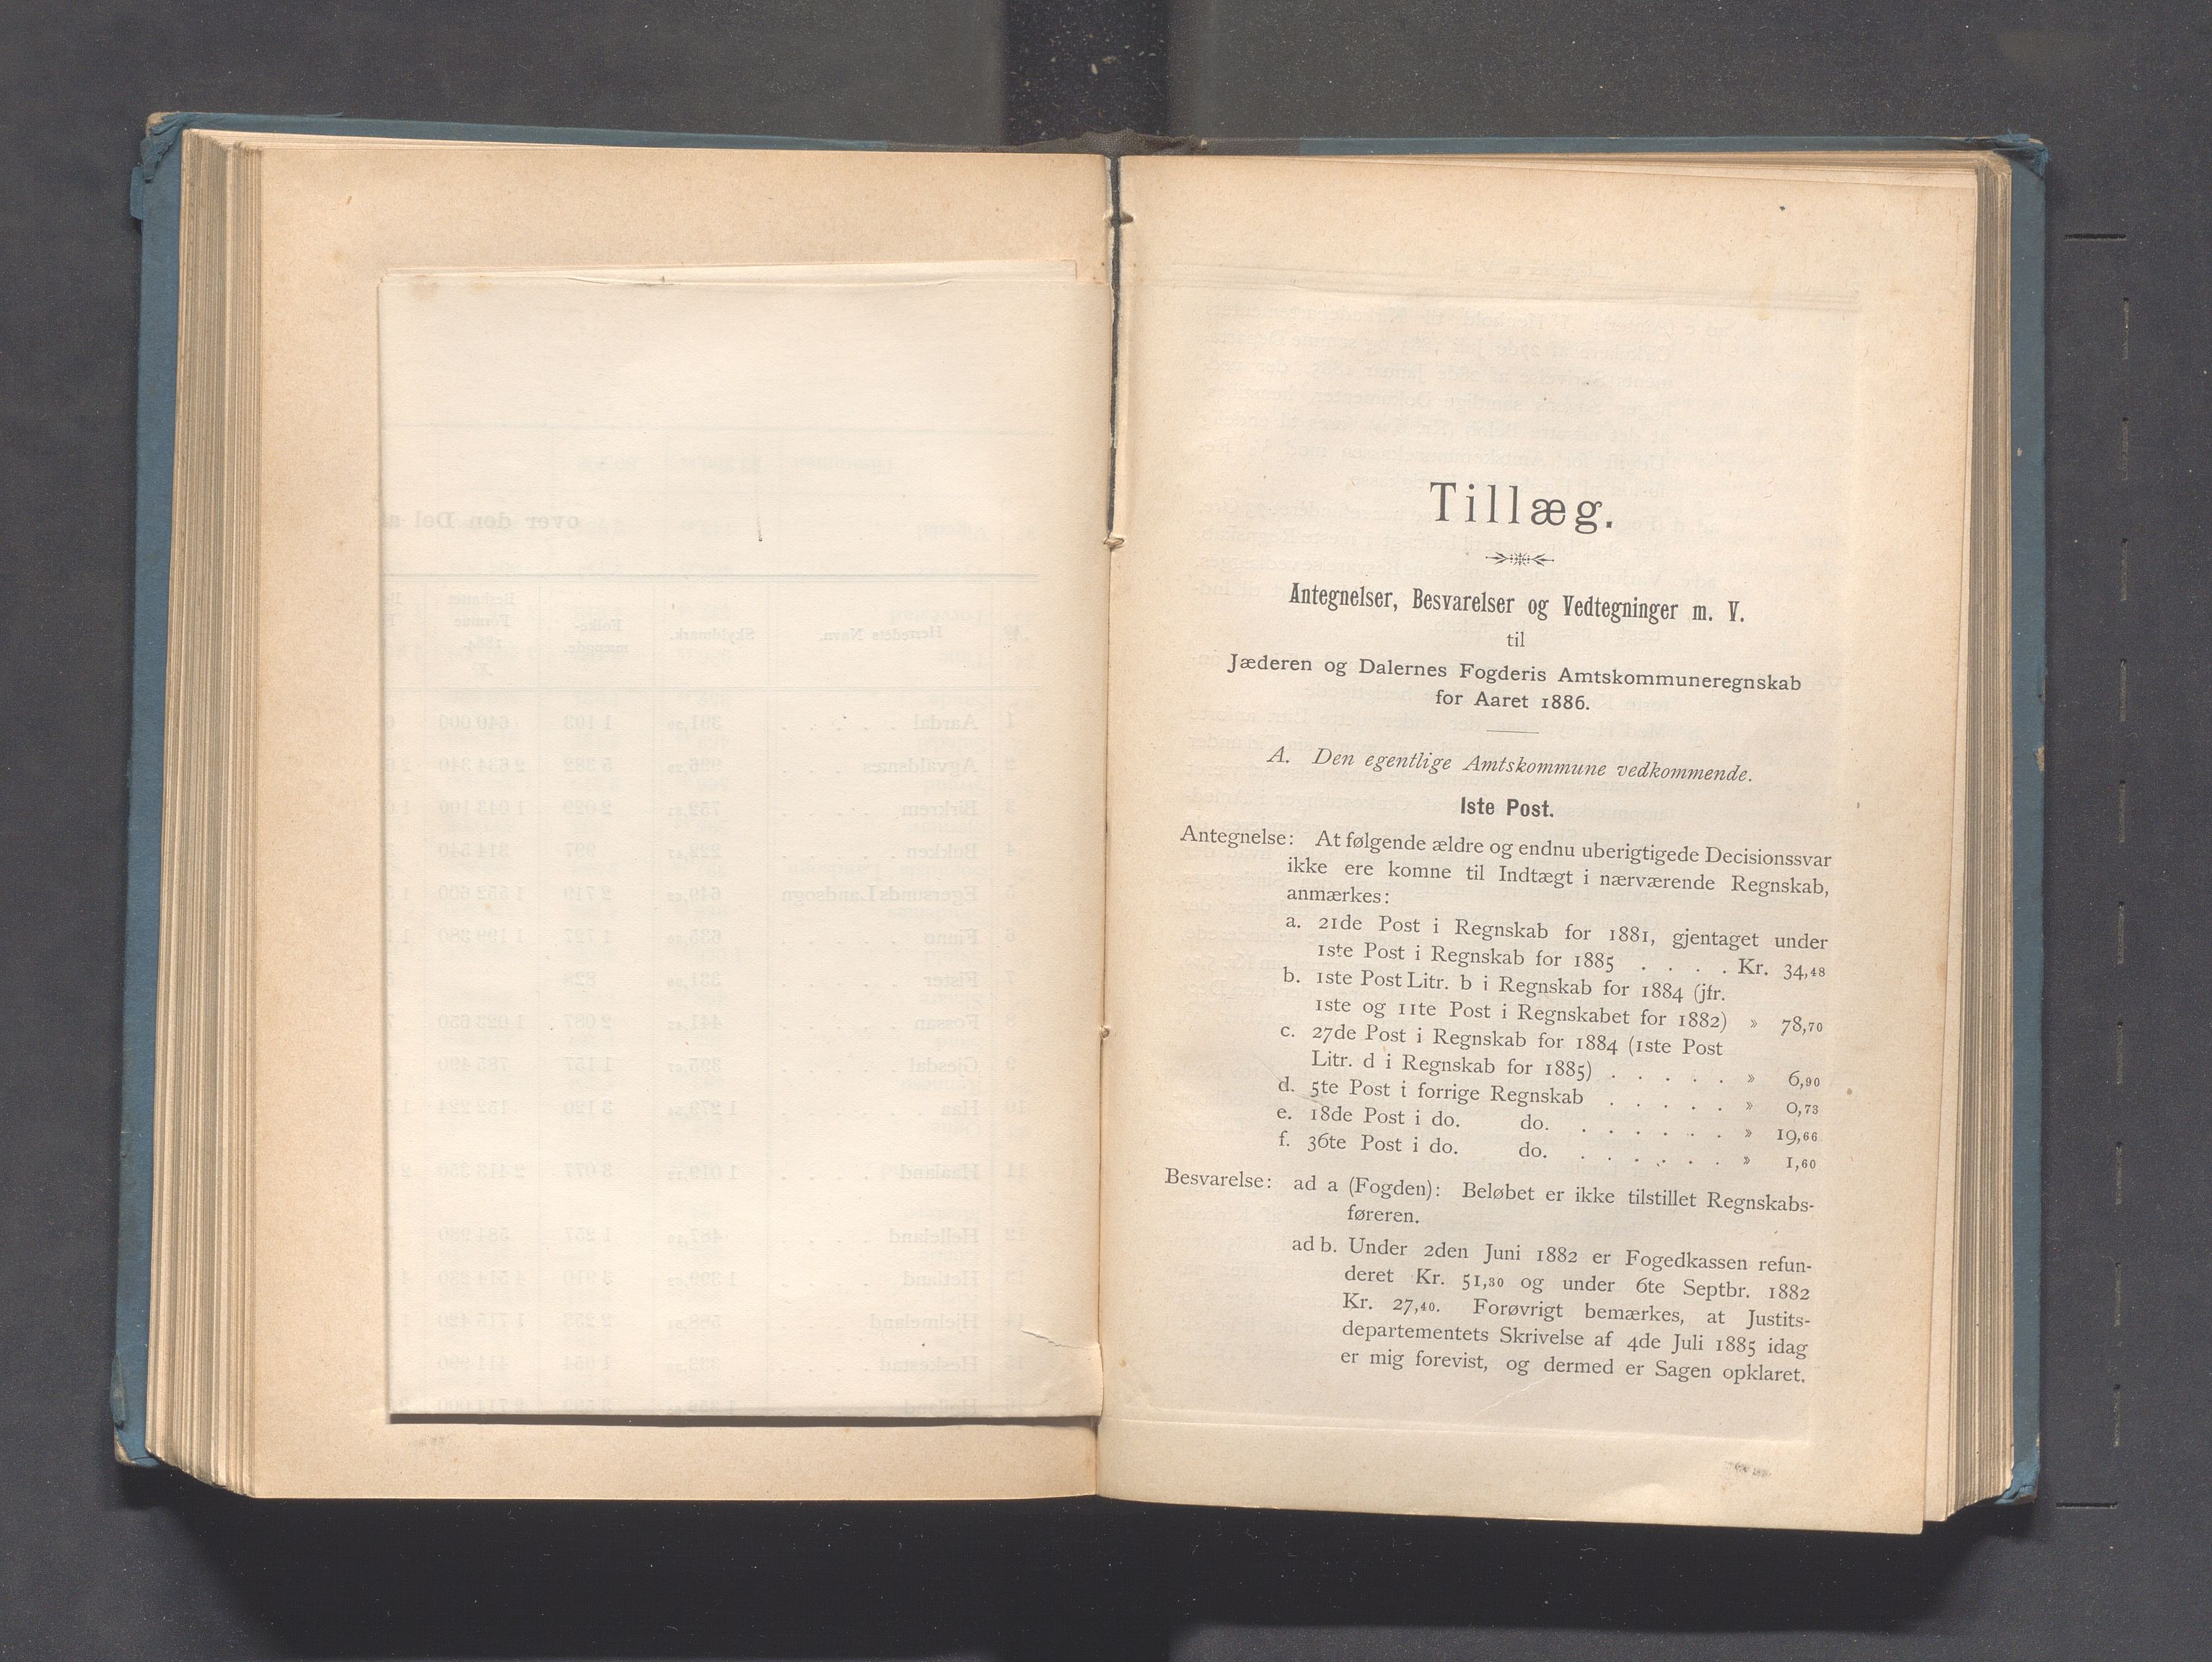 Tillæg.
Antegnelser, Besvarelser og Vedtegninger m. V.
til
Jæderen og Dalernes Fogderis Amtskommuneregnskab
for Aaret 1886.
A. Den egentlige Amtskommune vedkommende.
1ste Post.
Antegnelse: At følgende ældre og endnu uberigtigede Decisionssvar
ikke ere komne til Indtægt i nærværende Regnskab,
anmærkes:
a. 21de Post i Regnskab for 1881, gjentaget under
1ste Post i Regnskab for 1885 . . . . Kr. 34,48
b. 1ste Post Litr. b i Regnskab for 1884 (jfr.
1ste og 11te Post i Regnskabet for 1882) » 78,70
c. 27de Post i Regnskab for 1884 (1ste Post
Litr. d i Regnskab for 1885) . . . . . » 6,90
d. 5te Post i forrige Regnskab . . . . . » 0,73
e. 18de Post i do. do. . . . . . . » 19,66
f. 36te Post i do. do. . . . . . . » 1,60
Besvarelse: ad a (Fogden): Beløbet er ikke tilstillet Regnskabs-
føreren.
ad b. Under 2den Juni 1882 er Fogedkassen refun-
deret Kr. 51,30 og under 6te Septbr. 1882
Kr. 27,40. Forøvrigt bemærkes, at Justits-
departementets Skrivelse af 4de Juli 1885 idag
er mig forevist, og dermed er Sagen opklaret.